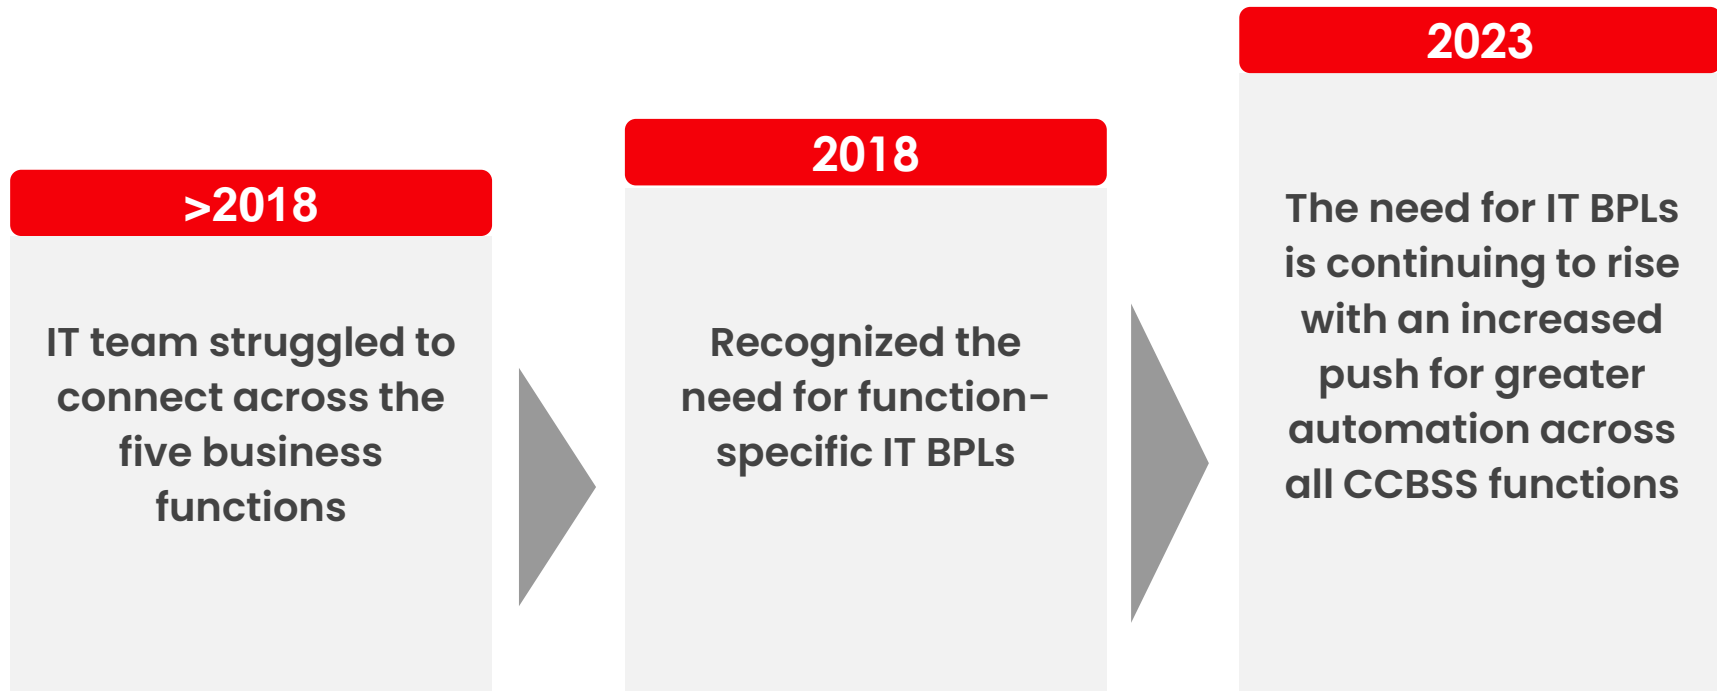 >2018
IT team struggled to
connect across the
five business
functions
2018
Recognized the
need for function-
specific IT BPLs
2023
The need for IT BPLs
is continuing to rise
with an increased
push for greater
automation across
all CCBSS functions